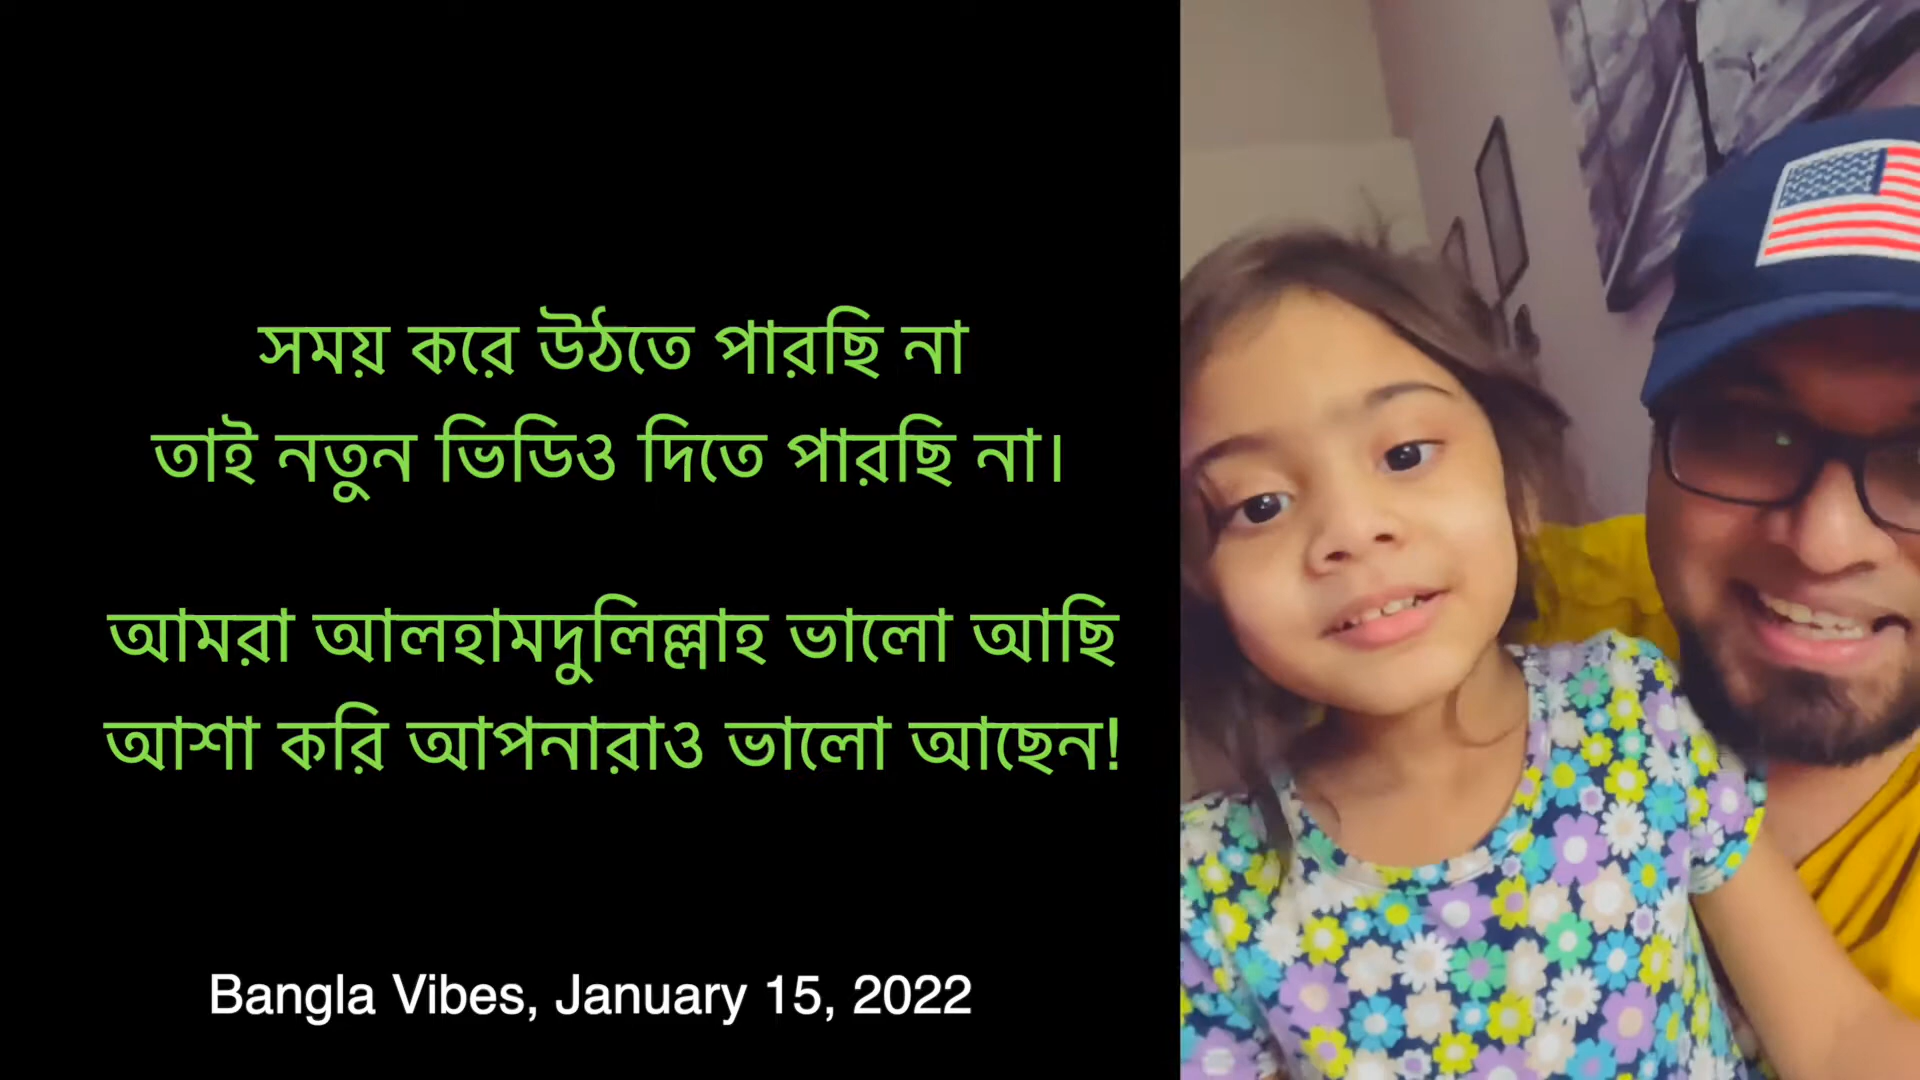 সময় করে উঠতে পারছি না
তাই নতুন ভিডিও দিতে পারছি না।
আমরা আলহামদুলিল্লাহ ভালো আছি
আশা করি আপনারাও ভালো আছেন!
Bangla Vibes, January 15, 2022